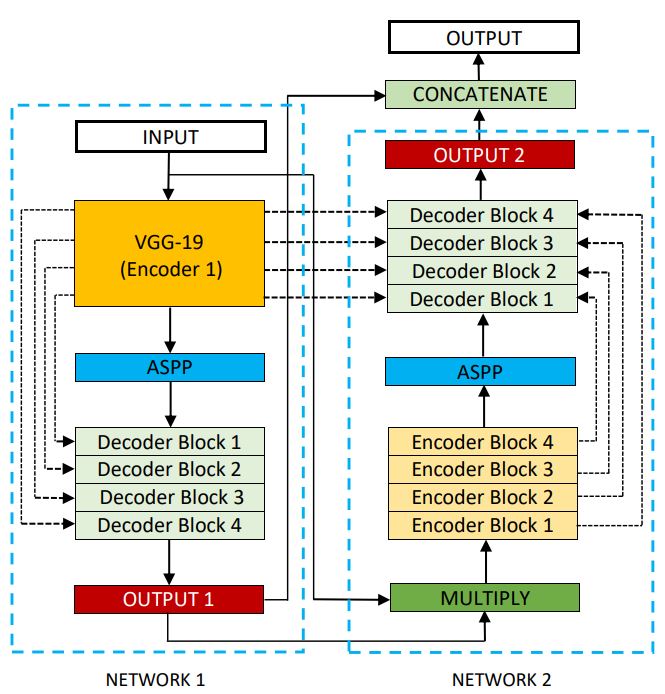 OUTPUT
CONCATENATE
INPUT
OUTPUT 2
VGG-19
(Encoder 1)
Decoder Block 4
Decoder Block 3
Decoder Block 2
Decoder Block 1
ASPP
ASPP
Decoder Block 1
Decoder Block 2
Decoder Block 3
Decoder Block 4
Encoder Block 4
Encoder Block 3
Encoder Block 2
Encoder Block 1
OUTPUT 1
MULTIPLY
NETWORK 1
NETWORK 2